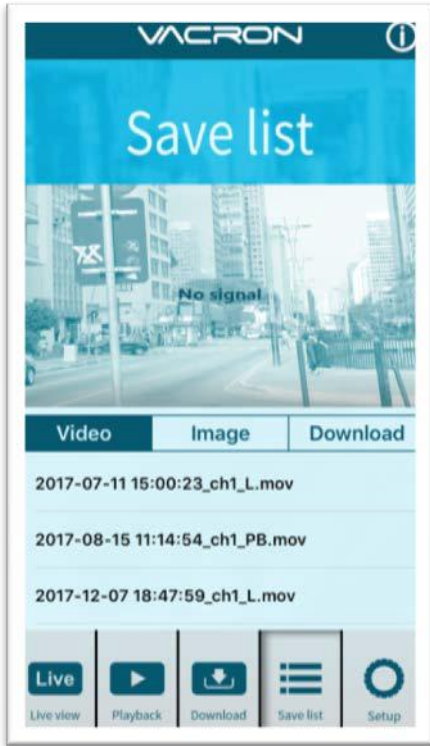 VACRON
Save list
No signal
Video Image Download
2017-07-11 15:00:23_ch1_L.mov
2017-08-15 11:14:54_ch1_PB.mov
2017-12-07 18:47:59_ch1_L.mov
Live
Live view Playback Download Save list Setup